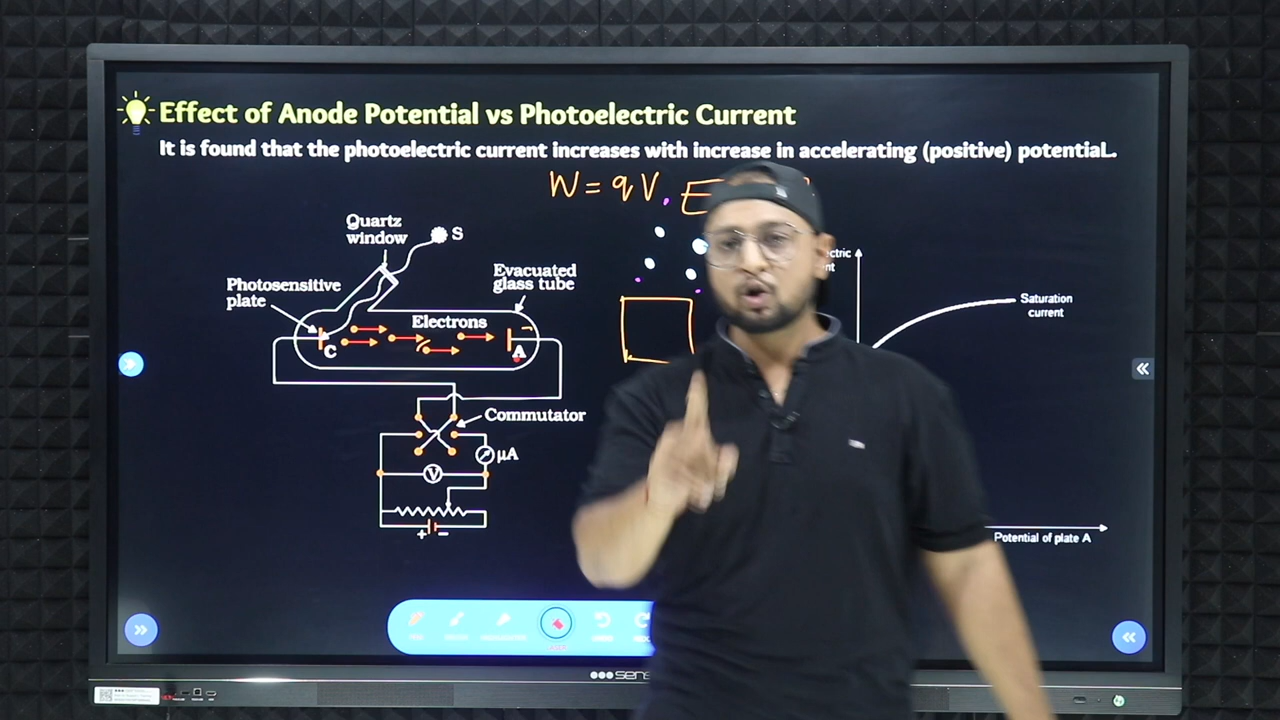 Effect of Anode Potential vs Photoelectric Current
It is found that the photoelectric current increases with increase in accelerating (positive) potentiaL.
W = qV.
Quartz
window
S
Photosensitive
plate
Evacuated
glass tube
Electrons
C
A
Saturation
current
Commutator
μA
V
+ −
Potential of plate A